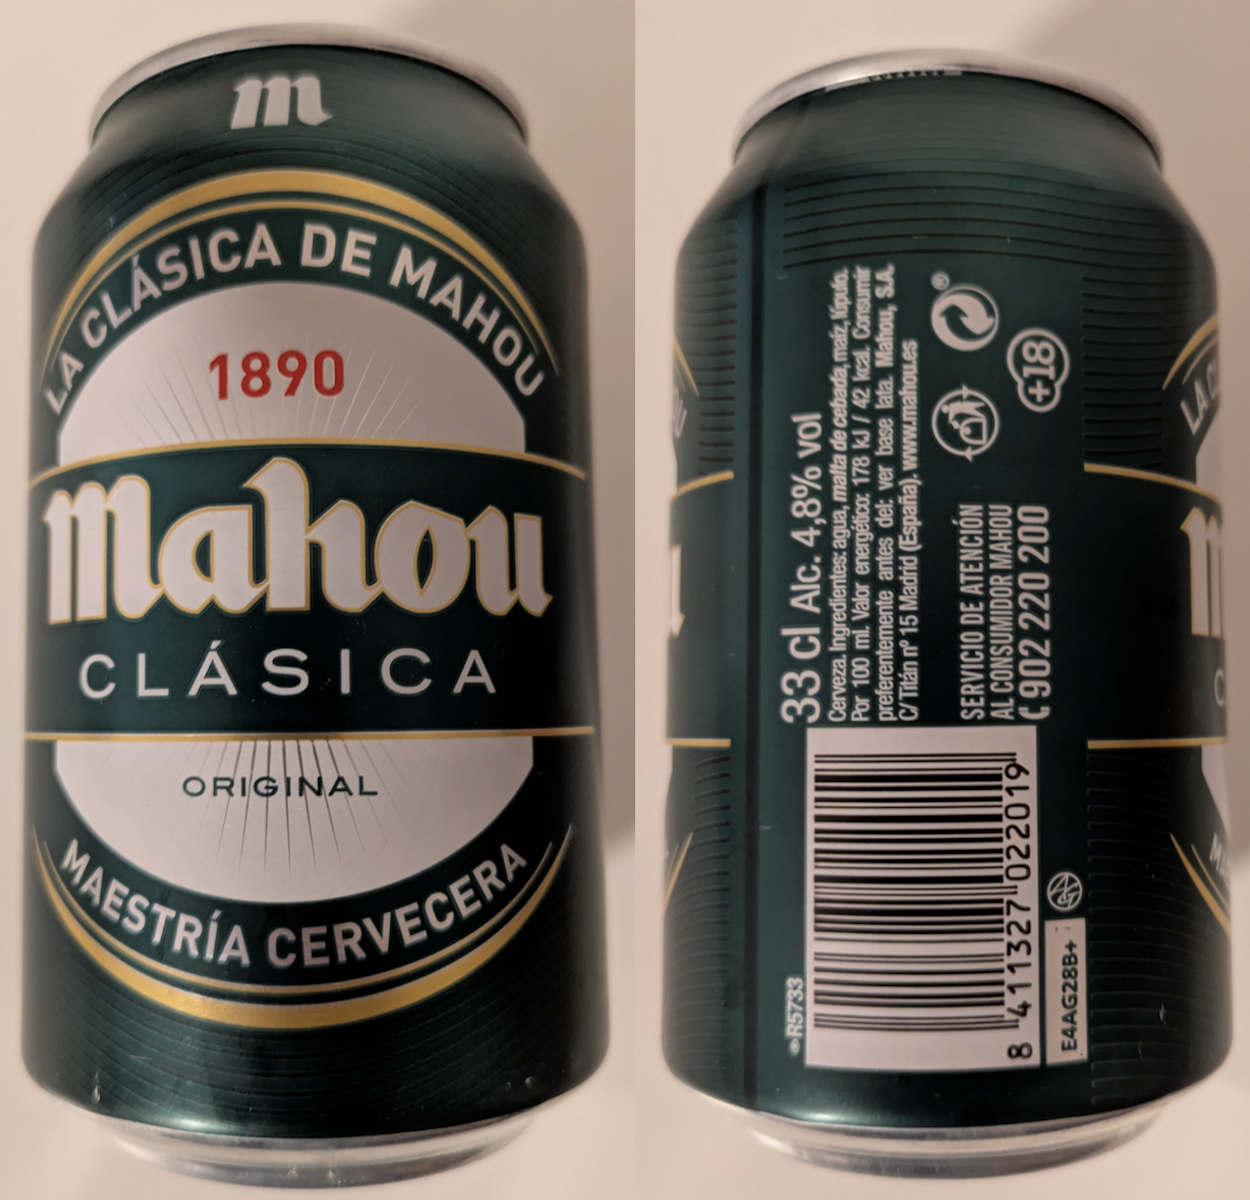 m
LA CLÁSICA DE MAHOU
1890
Mahou
CLÁSICA
ORIGINAL
MAESTRÍA CERVECERA
33 cl Alc. 4,8% vol
Cerveza. Ingredientes: agua, malta de cebada, maíz, lúpulo.
Por 100 ml. Valor energético: 178 kJ / 42 kcal. Consumir
preferentemente antes del: ver base lata. Mahou, S.A.
C/ Titán nº 15 Madrid (España). www.mahou.es
SERVICIO DE ATENCIÓN
AL CONSUMIDOR MAHOU
902 220 200
+18
R5733
8 411327 022019
E4AG28B+